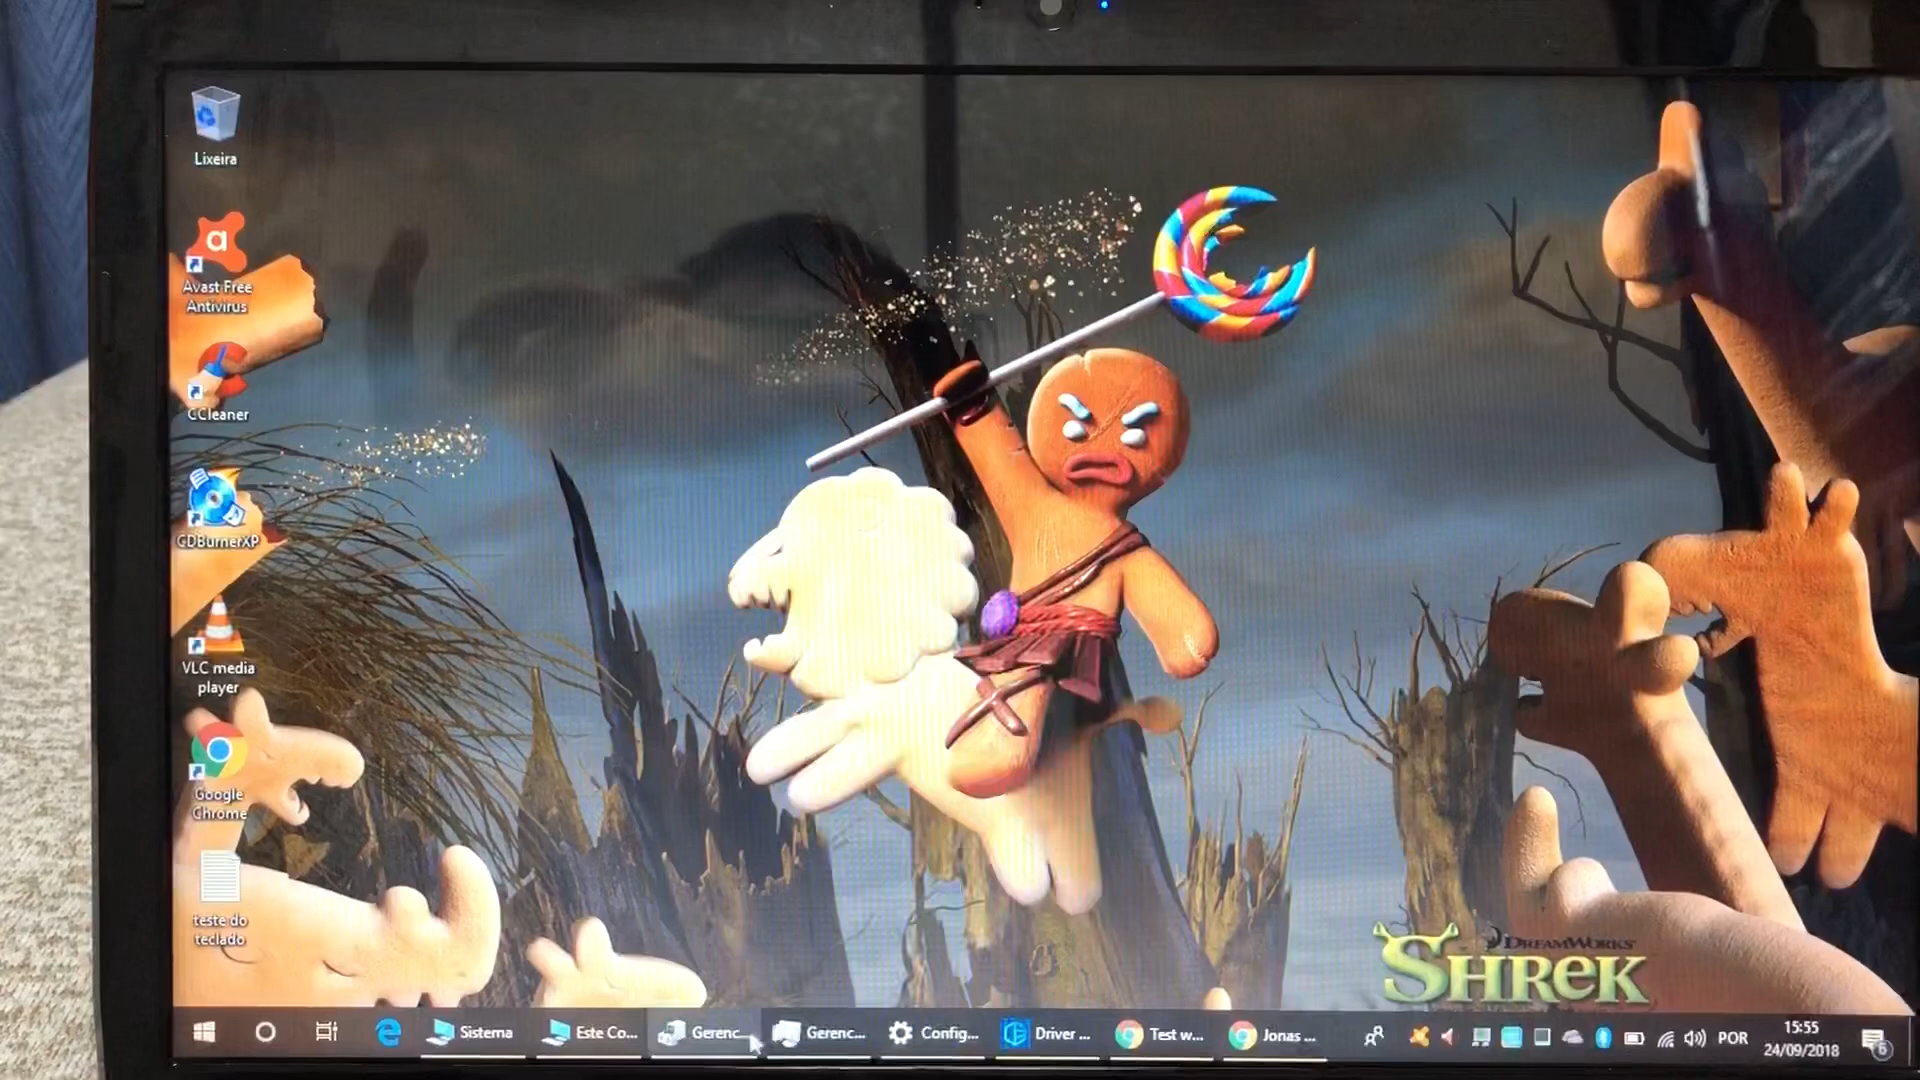 Lixeira
a
Avast Free
Antivirus
CCleaner
CDBurnerXP
VLC media
player
Google
Chrome
teste do
teclado
DREAMWORKS
SHREK
Sistema
Este Co...
Gerenc...
Gerenc...
Config...
Driver ...
Test w...
Jonas ...
POR
15:55
24/09/2018
6